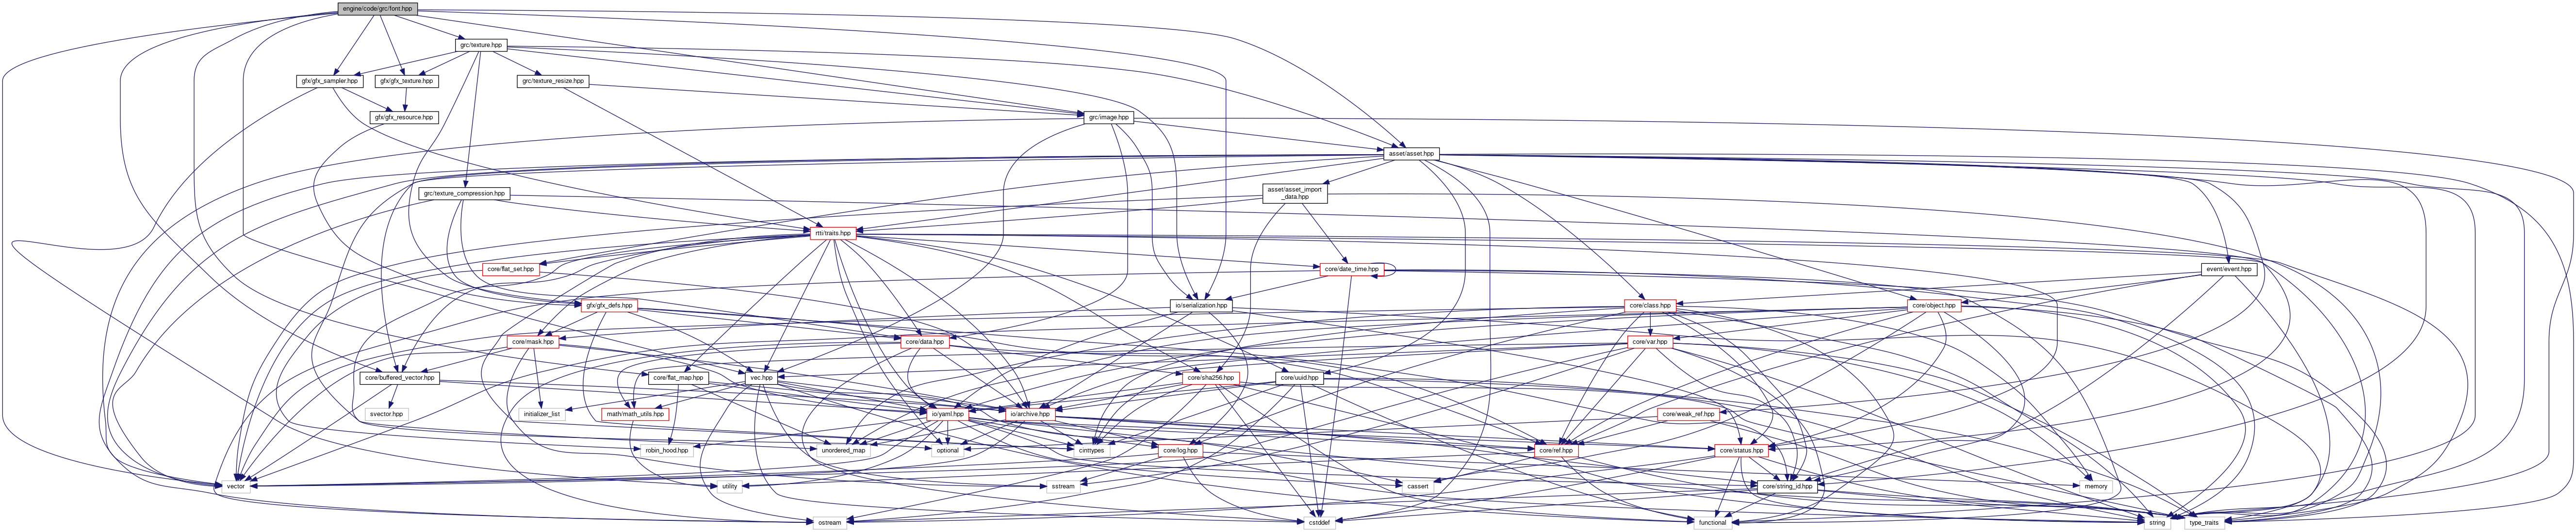 engine/code/grc/font.hpp
grc/texture.hpp
gfx/gfx_sampler.hpp
gfx/gfx_texture.hpp
grc/texture_resize.hpp
gfx/gfx_resource.hpp
grc/image.hpp
asset/asset.hpp
grc/texture_compression.hpp
asset/asset_import
_data.hpp
rtti/traits.hpp
core/flat_set.hpp
core/date_time.hpp
event/event.hpp
gfx/gfx_defs.hpp
io/serialization.hpp
core/class.hpp
core/object.hpp
core/mask.hpp
core/data.hpp
core/var.hpp
core/buffered_vector.hpp
core/flat_map.hpp
vec.hpp
core/sha256.hpp
core/uuid.hpp
svector.hpp
initializer_list
math/math_utils.hpp
io/yaml.hpp
io/archive.hpp
core/weak_ref.hpp
robin_hood.hpp
unordered_map
optional
cinttypes
core/log.hpp
core/ref.hpp
core/status.hpp
vector
utility
sstream
cassert
core/string_id.hpp
memory
ostream
cstddef
functional
string
type_traits